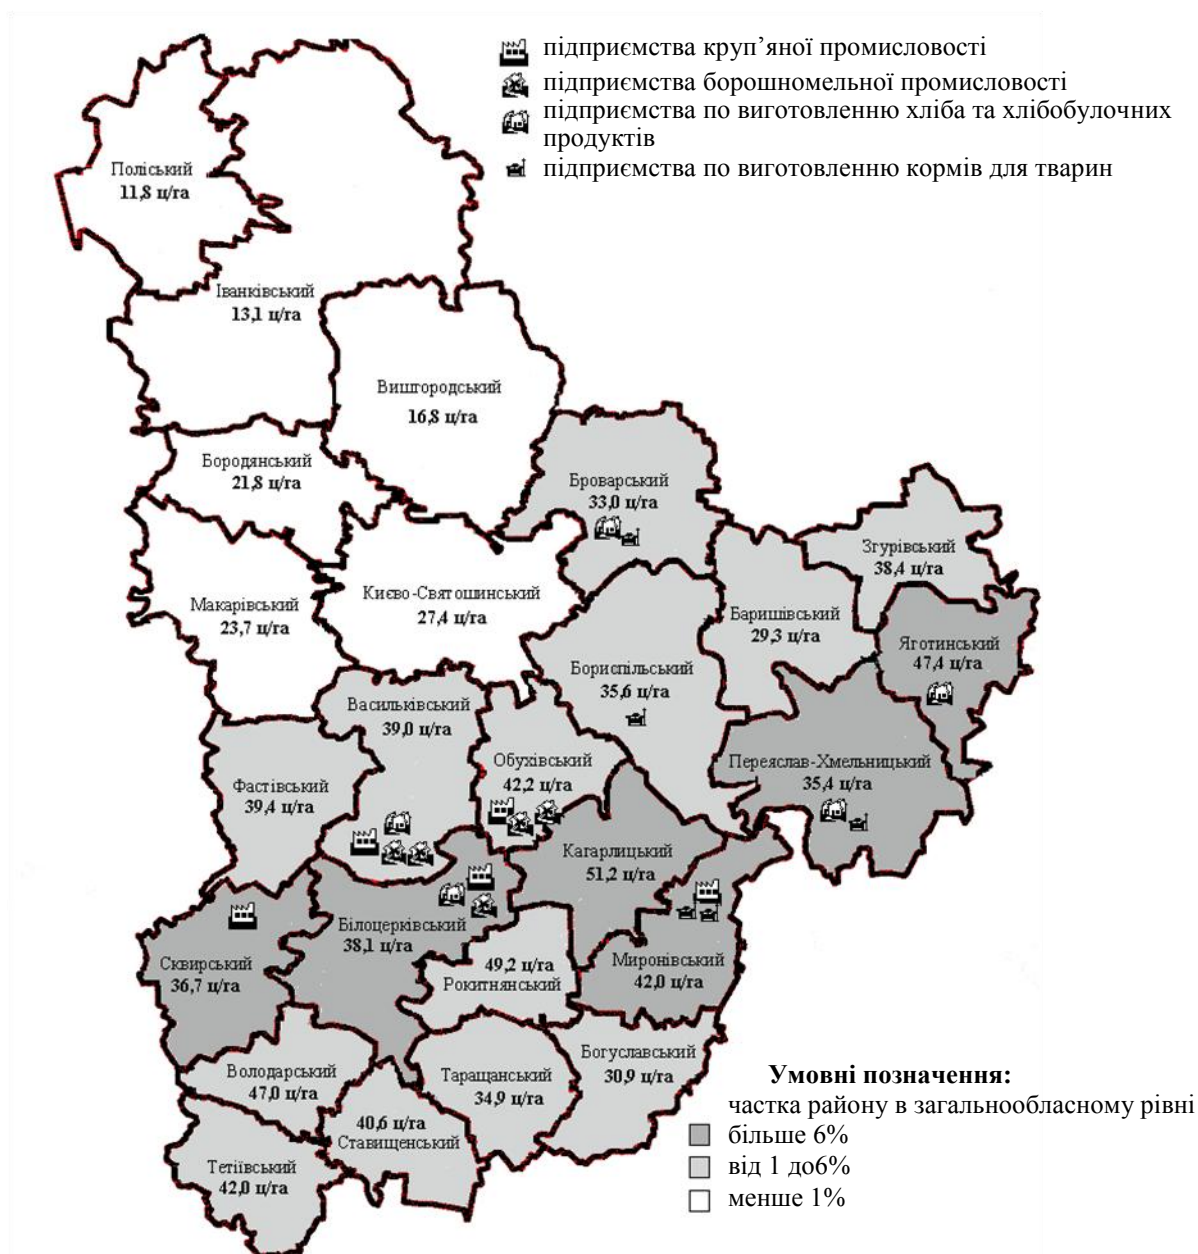 підприємства круп’яної промисловості
підприємства борошномельної промисловості
підприємства по виготовленню хліба та хлібобулочних
продуктів
підприємства по виготовленню кормів для тварин
Поліський
11,8 ц/га
Іванківський
13,1 ц/га
Вишгородський
16,8 ц/га
Бородянський
21,8 ц/га
Броварський
33,0 ц/га
Згурівський
38,4 ц/га
Макарівський
23,7 ц/га
Києво-Святошинський
27,4 ц/га
Баришівський
29,3 ц/га
Яготинський
47,4 ц/га
Бориспільський
35,6 ц/га
Васильківський
39,0 ц/га
Обухівський
42,2 ц/га
Переяслав-Хмельницький
35,4 ц/га
Фастівський
39,4 ц/га
Кагарлицький
51,2 ц/га
Білоцерківський
38,1 ц/га
Сквирський
36,7 ц/га
49,2 ц/га
Рокитнянський
Миронівський
42,0 ц/га
Володарський
47,0 ц/га
Таращанський
34,9 ц/га
Богуславський
30,9 ц/га
40,6 ц/га
Ставищенський
Тетіївський
42,0 ц/га
Умовні позначення:
частка району в загальнообласному рівні
більше 6%
від 1 до6%
менше 1%